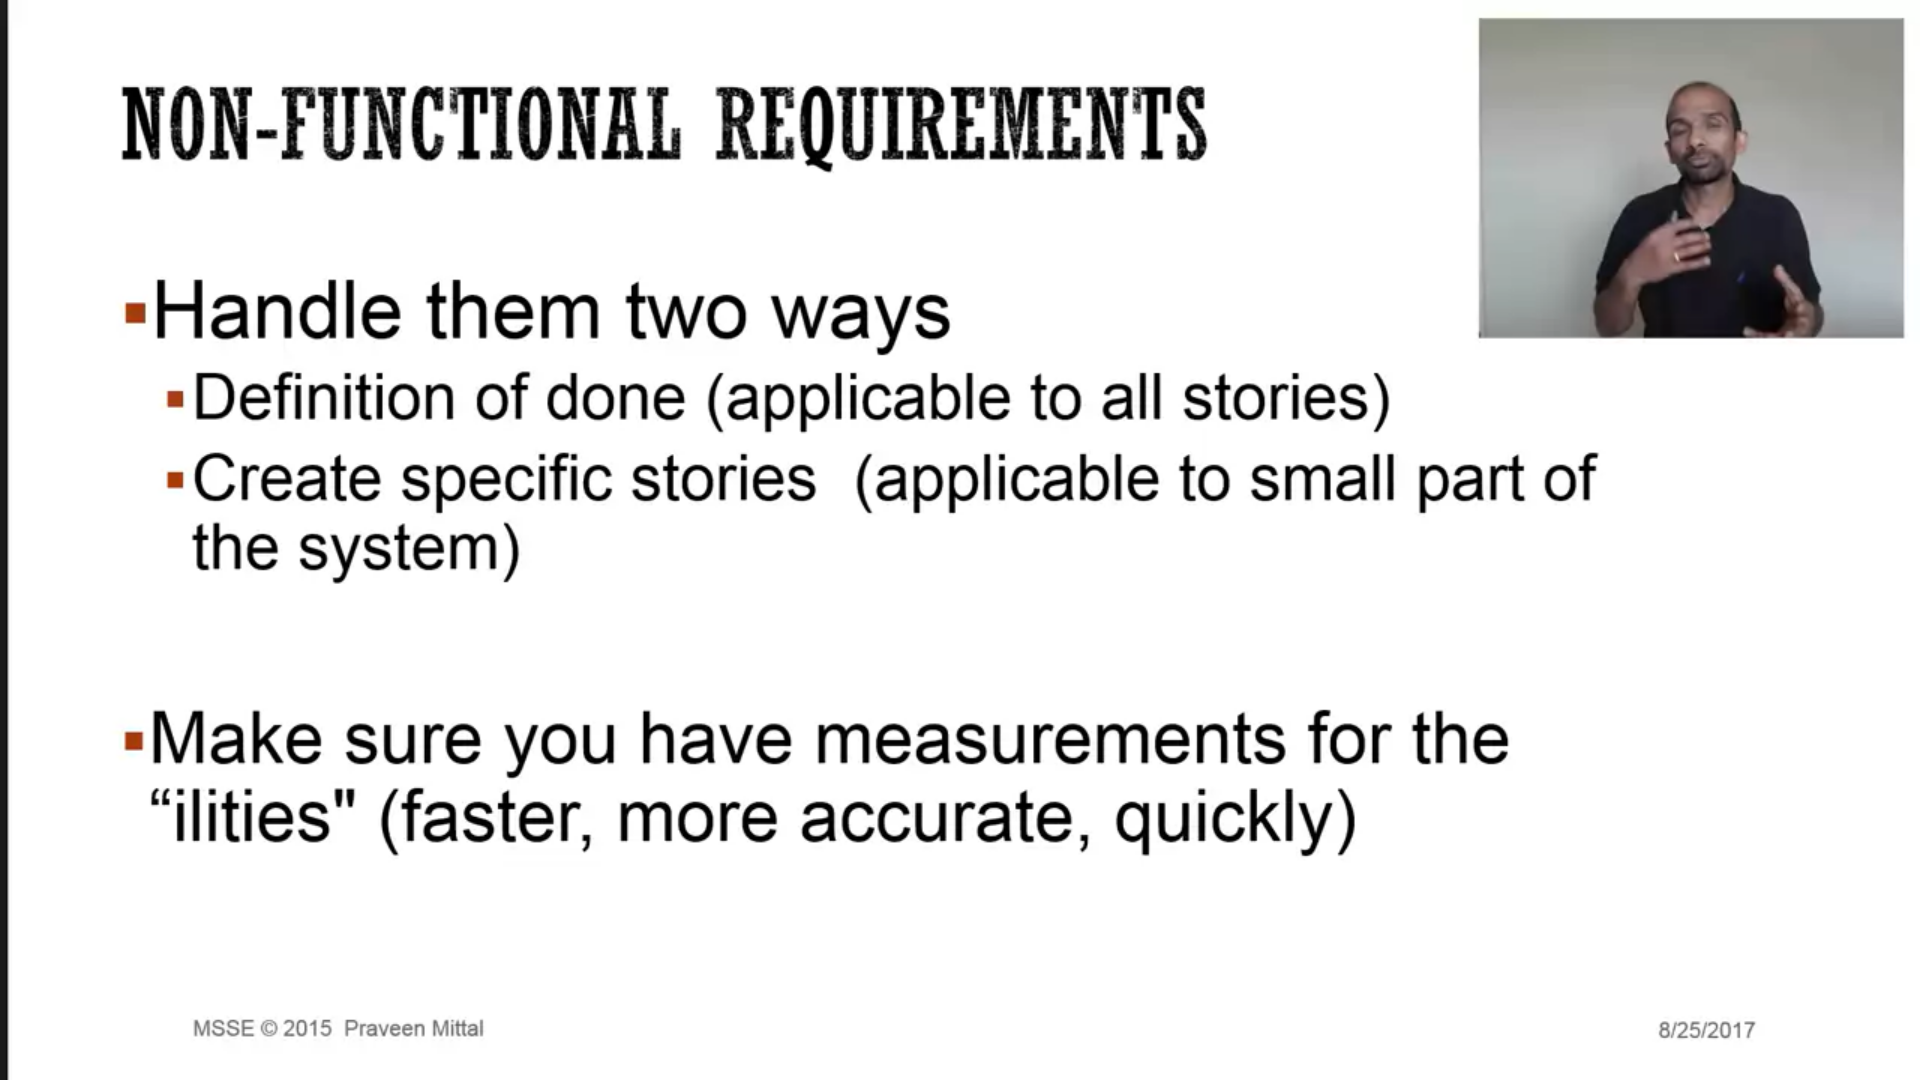 NON-FUNCTIONAL REQUIREMENTS
▪Handle them two ways
▪Definition of done (applicable to all stories)
▪Create specific stories  (applicable to small part of
the system)
▪Make sure you have measurements for the
“ilities" (faster, more accurate, quickly)
MSSE © 2015  Praveen Mittal
8/25/2017